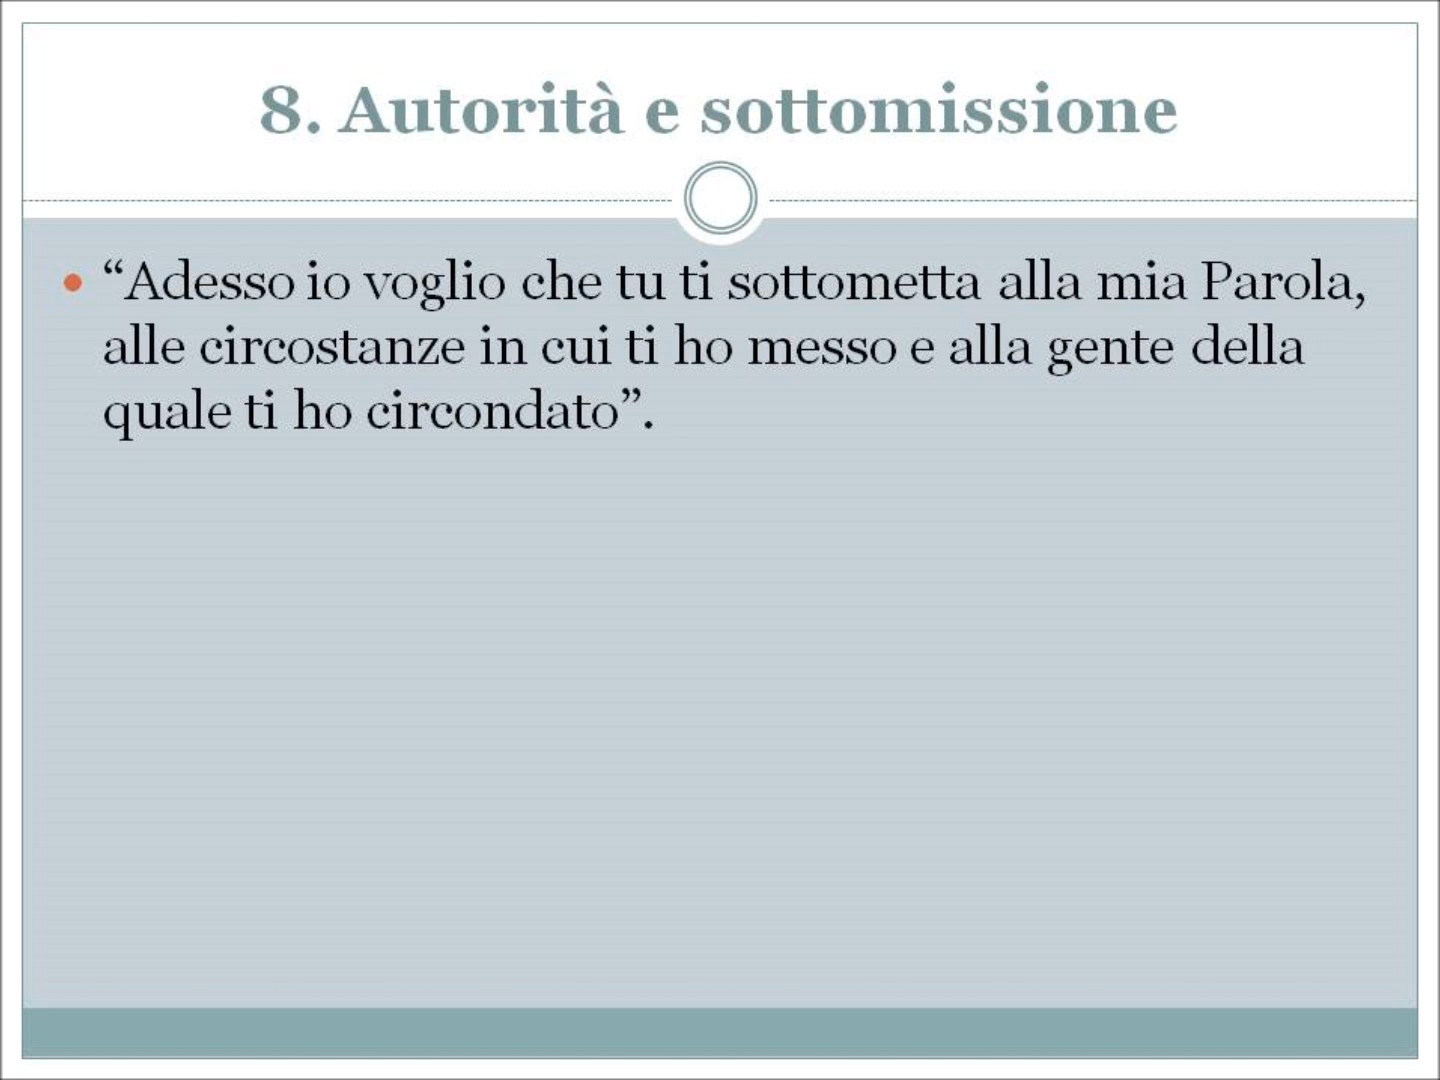 8. Autorità e sottomissione
• “Adesso io voglio che tu ti sottometta alla mia Parola,
alle circostanze in cui ti ho messo e alla gente della
quale ti ho circondato”.